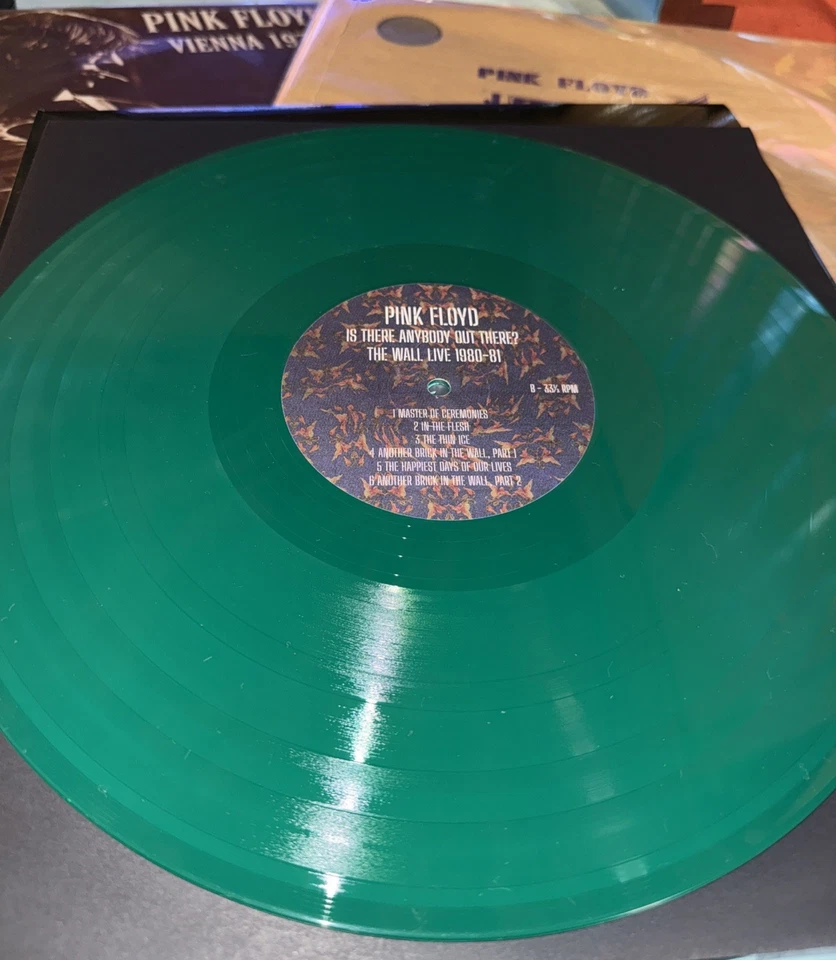 PINK FLOYD
VIENNA 197
PINK FLOYD
PINK FLOYD
IS THERE ANYBODY OUT THERE?
THE WALL LIVE 1980-81
B - 33⅓ RPM
1 MASTER OF CEREMONIES
2 IN THE FLESH
3 THE THIN ICE
4 ANOTHER BRICK IN THE WALL, PART 1
5 THE HAPPIEST DAYS OF OUR LIVES
6 ANOTHER BRICK IN THE WALL, PART 2